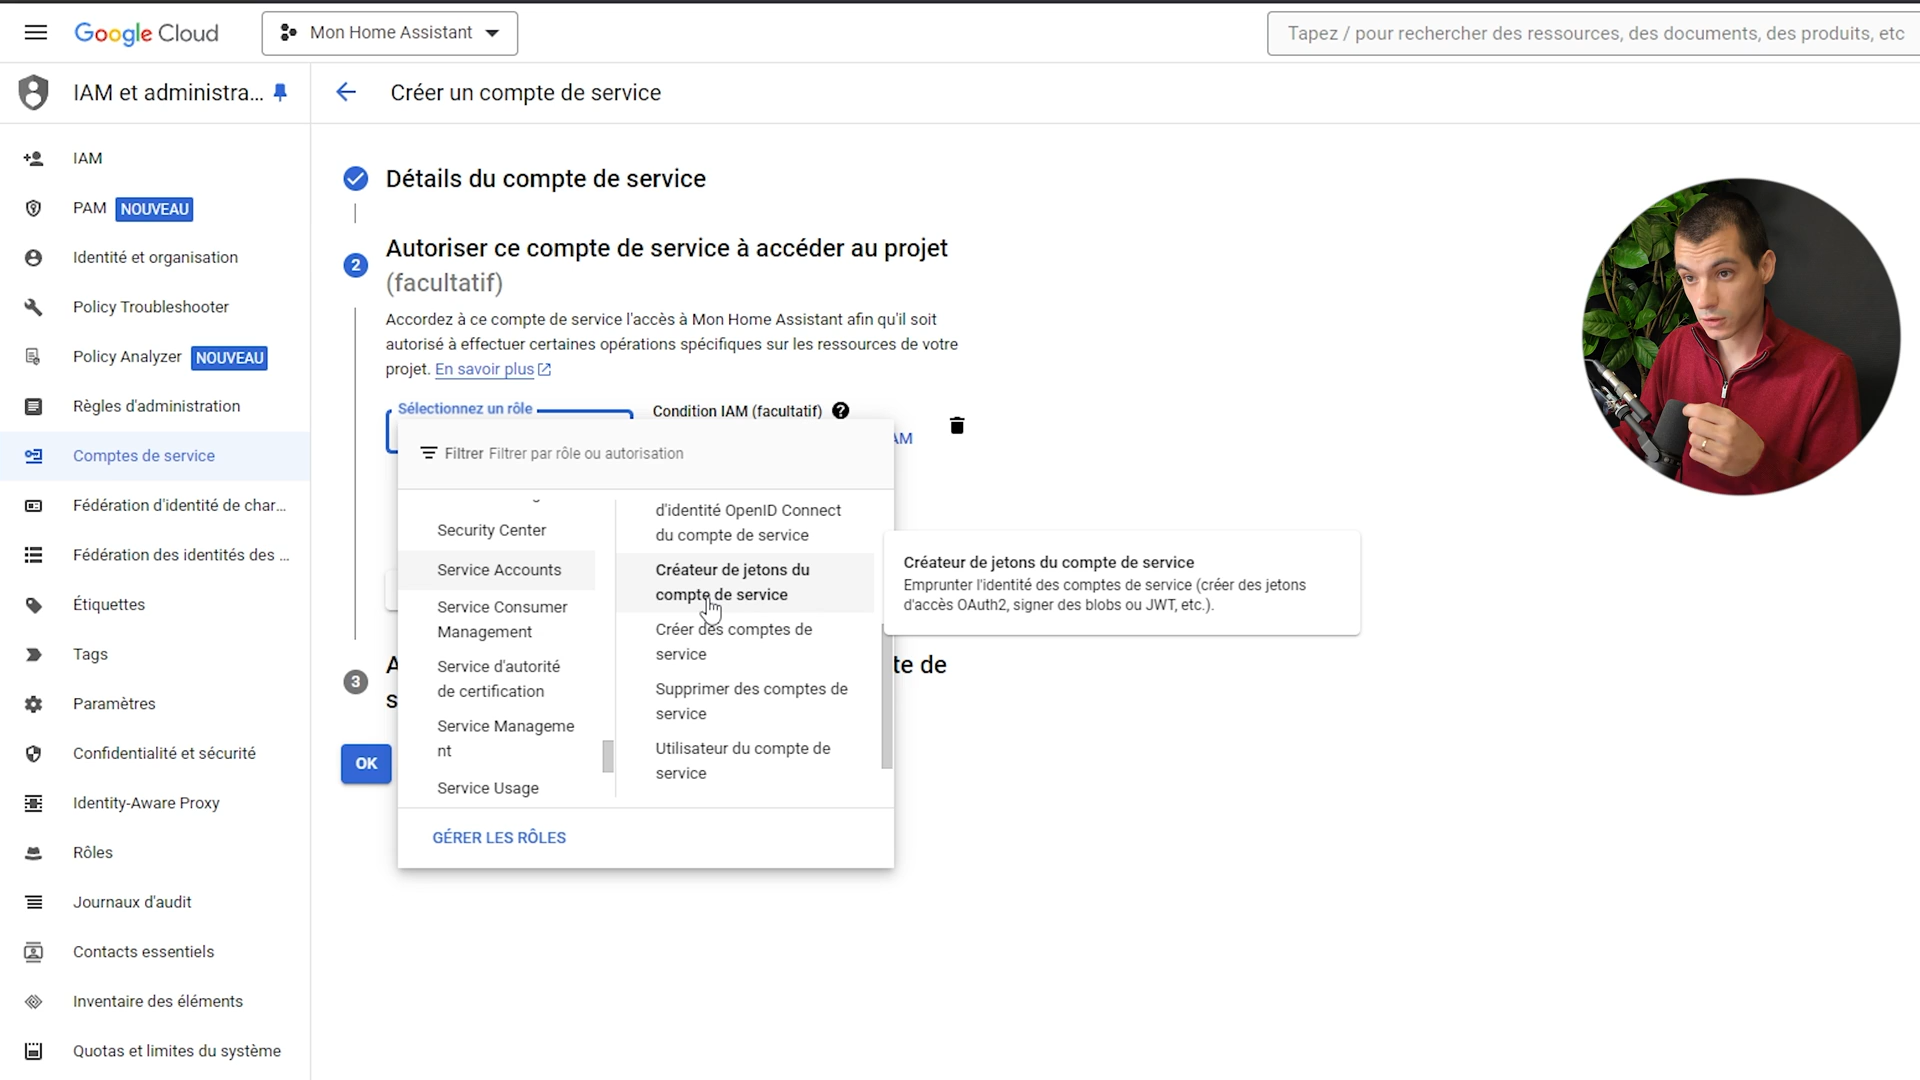 Google Cloud
Mon Home Assistant
Tapez / pour rechercher des ressources, des documents, des produits, etc
IAM et administra...
Créer un compte de service
IAM
PAM NOUVEAU
Identité et organisation
Policy Troubleshooter
Policy Analyzer NOUVEAU
Règles d'administration
Comptes de service
Fédération d'identité de char...
Fédération des identités des ...
Étiquettes
Tags
Paramètres
Confidentialité et sécurité
Identity-Aware Proxy
Rôles
Journaux d'audit
Contacts essentiels
Inventaire des éléments
Quotas et limites du système
Détails du compte de service
2
Autoriser ce compte de service à accéder au projet
(facultatif)
Accordez à ce compte de service l'accès à Mon Home Assistant afin qu'il soit
autorisé à effectuer certaines opérations spécifiques sur les ressources de votre
projet. En savoir plus
Sélectionnez un rôle
Condition IAM (facultatif) ?
AM
Filtrer Filtrer par rôle ou autorisation
Security Center
Service Accounts
Service Consumer
Management
Service d'autorité
de certification
Service Manageme
nt
Service Usage
d'identité OpenID Connect
du compte de service
Créateur de jetons du
compte de service
Créer des comptes de
service
Supprimer des comptes de
service
Utilisateur du compte de
service
GÉRER LES RÔLES
Créateur de jetons du compte de service
Emprunter l'identité des comptes de service (créer des jetons
d'accès OAuth2, signer des blobs ou JWT, etc.).
3
te de
OK